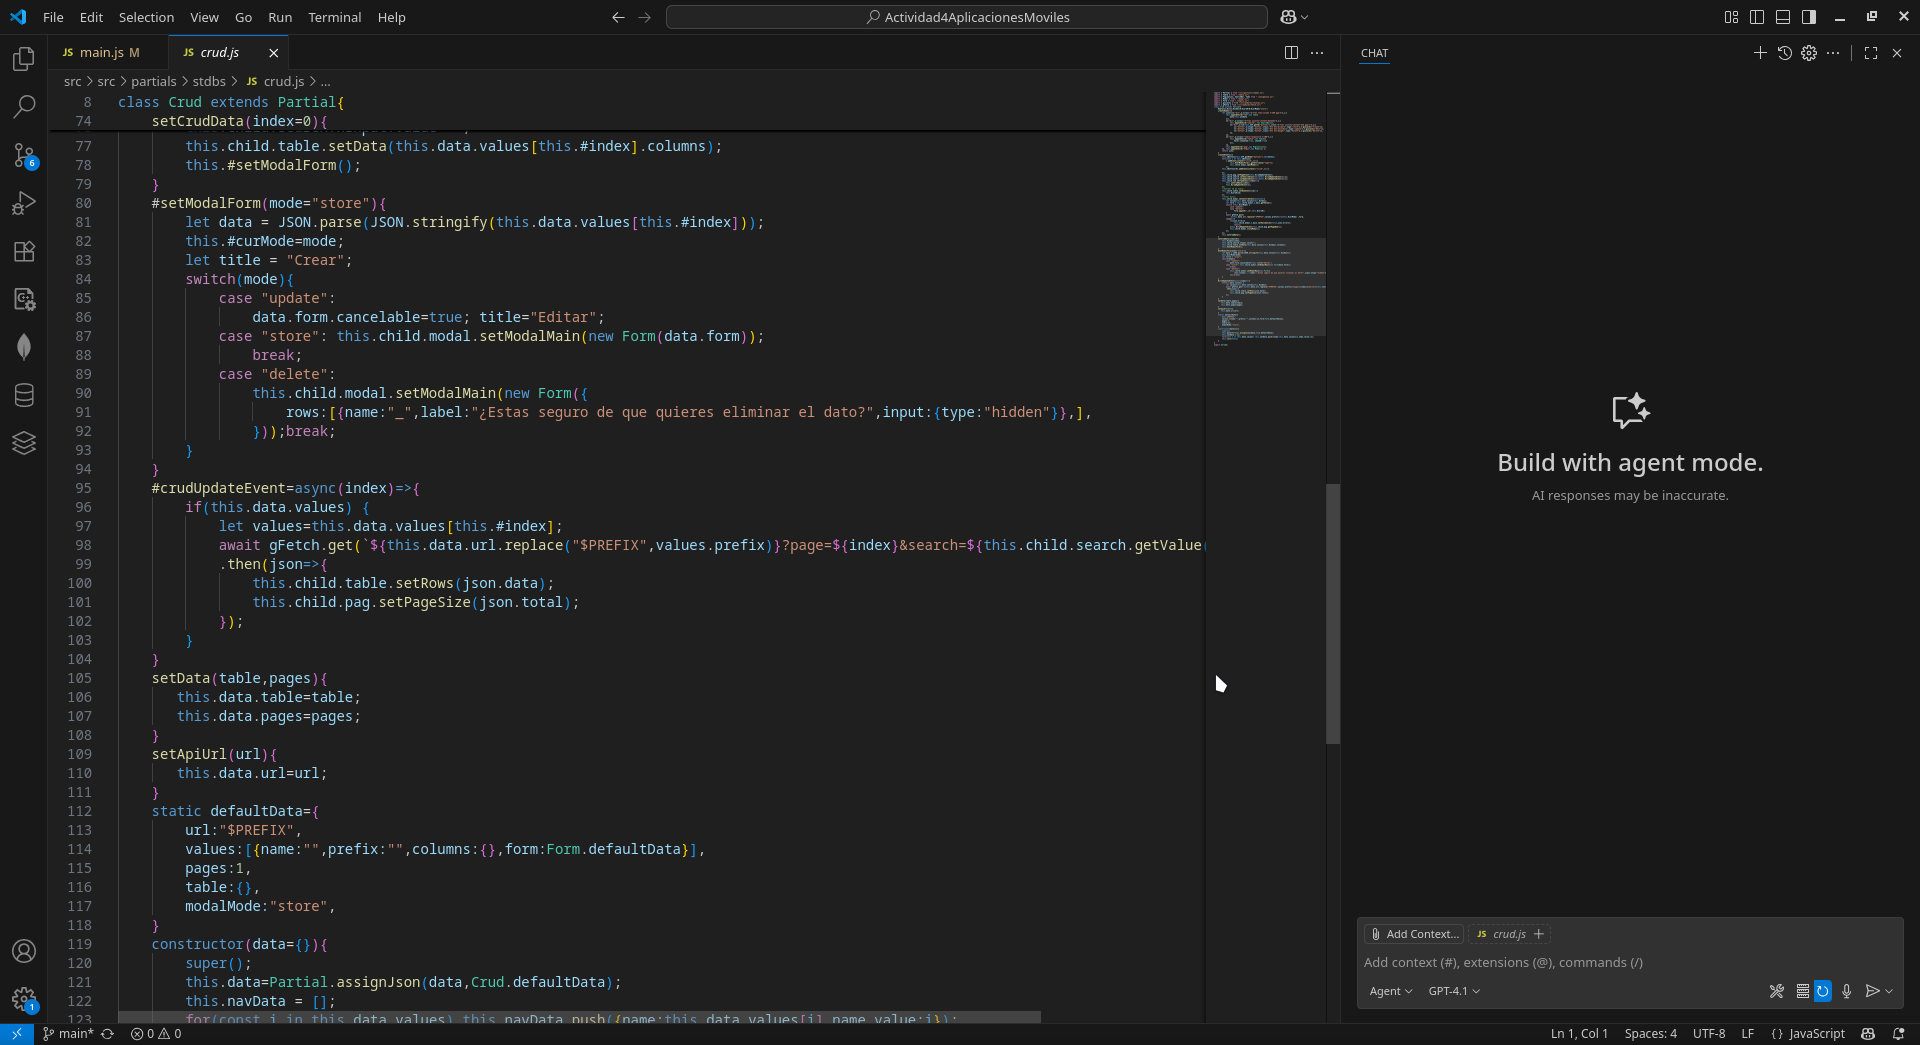 File Edit Selection View Go Run Terminal Help
Actividad4AplicacionesMoviles
JS main.js M
JS crud.js
src > src > partials > stdbs > JS crud.js > ...
8 class Crud extends Partial{
74 setCrudData(index=0){
77 this.child.table.setData(this.data.values[this.#index].columns);
78 this.#setModalForm();
79 }
80 #setModalForm(mode="store"){
81 let data = JSON.parse(JSON.stringify(this.data.values[this.#index]));
82 this.#curMode=mode;
83 let title = "Crear";
84 switch(mode){
85 case "update":
86 data.form.cancelable=true; title="Editar";
87 case "store": this.child.modal.setModalMain(new Form(data.form));
88 break;
89 case "delete":
90 this.child.modal.setModalMain(new Form({
91 rows:[{name:"_",label:"¿Estas seguro de que quieres eliminar el dato?",input:{type:"hidden"}},],
92 }));break;
93 }
94 }
95 #crudUpdateEvent=async(index)=>{
96 if(this.data.values) {
97 let values=this.data.values[this.#index];
98 await gFetch.get(`${this.data.url.replace("$PREFIX",values.prefix)}?page=${index}&search=${this.child.search.getValue
99 .then(json=>{
100 this.child.table.setRows(json.data);
101 this.child.pag.setPageSize(json.total);
102 });
103 }
104 }
105 setData(table,pages){
106 this.data.table=table;
107 this.data.pages=pages;
108 }
109 setApiUrl(url){
110 this.data.url=url;
111 }
112 static defaultData={
113 url:"$PREFIX",
114 values:[{name:"",prefix:"",columns:{},form:Form.defaultData}],
115 pages:1,
116 table:{},
117 modalMode:"store",
118 }
119 constructor(data={}){
120 super();
121 this.data=Partial.assignJson(data,Crud.defaultData);
122 this.navData = [];
123 for(const i in this.data.values) this.navData.push({name:this.data.values[i].name,value:i});
CHAT
Build with agent mode.
AI responses may be inaccurate.
Add Context...
JS crud.js
Add context (#), extensions (@), commands (/)
Agent
GPT-4.1
6
1
main*
0 0
Ln 1, Col 1
Spaces: 4
UTF-8
LF
{} JavaScript